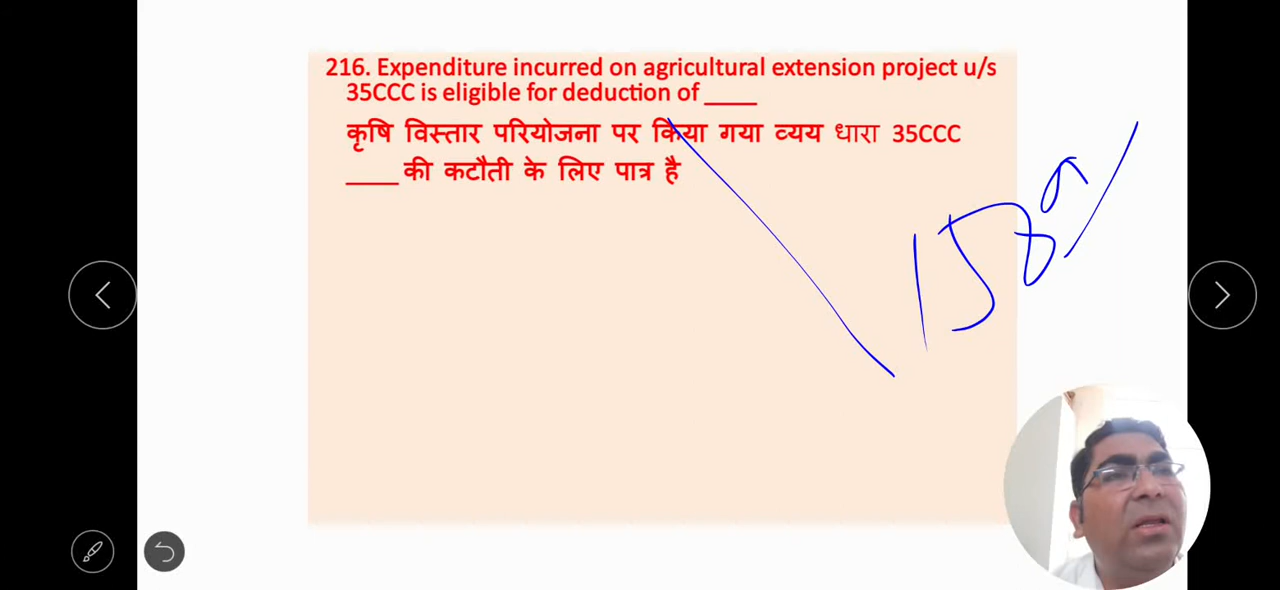 216. Expenditure incurred on agricultural extension project u/s
35CCC is eligible for deduction of ____
कृषि विस्तार परियोजना पर किया गया व्यय धारा 35CCC
____ की कटौती के लिए पात्र है
150%